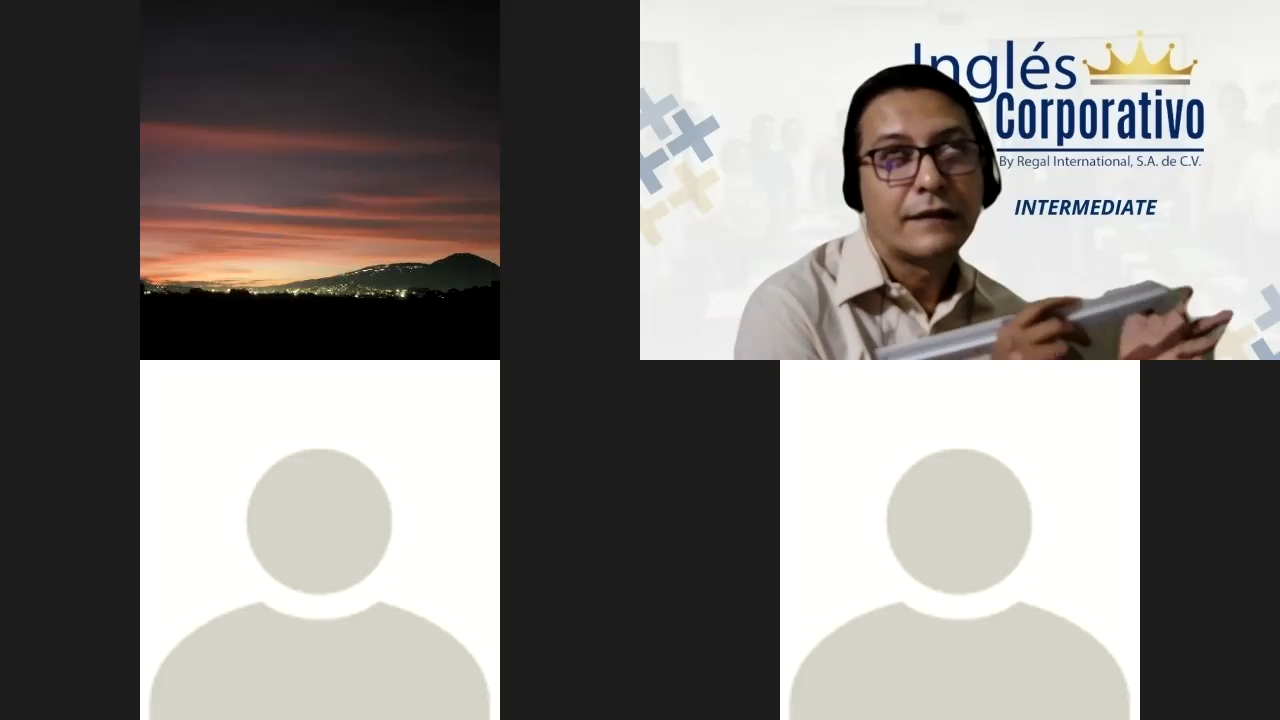 Inglés
Corporativo
By Regal International, S.A. de C.V.
INTERMEDIATE